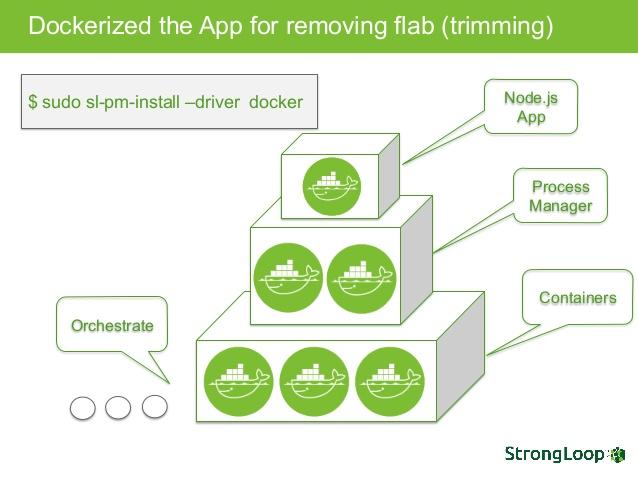 Dockerized the App for removing flab (trimming)
$ sudo sl-pm-install –driver  docker
Node.js
App
Process
Manager
Containers
Orchestrate
StrongLoop